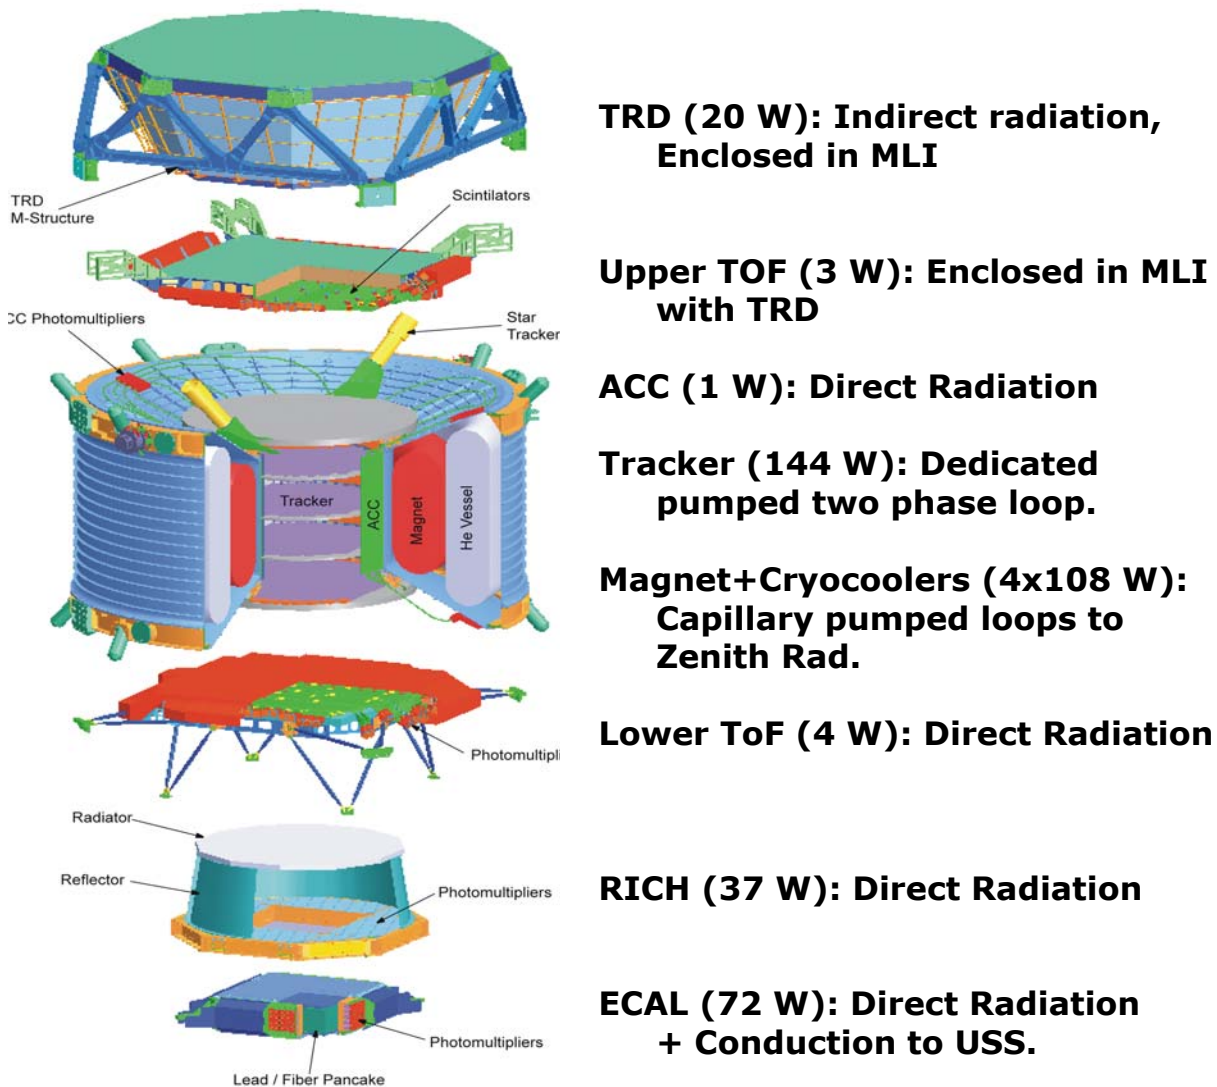 TRD (20 W): Indirect radiation,
Enclosed in MLI
TRD
M-Structure
Scintilators
Upper TOF (3 W): Enclosed in MLI
with TRD
CC Photomultipliers
Star
Tracker
ACC (1 W): Direct Radiation
Tracker (144 W): Dedicated
pumped two phase loop.
Tracker
ACC
Magnet
He Vessel
Magnet+Cryocoolers (4x108 W):
Capillary pumped loops to
Zenith Rad.
Lower ToF (4 W): Direct Radiation
Photomultipli
Radiator
Reflector
Photomultipliers
RICH (37 W): Direct Radiation
ECAL (72 W): Direct Radiation
+ Conduction to USS.
Photomultipliers
Lead / Fiber Pancake